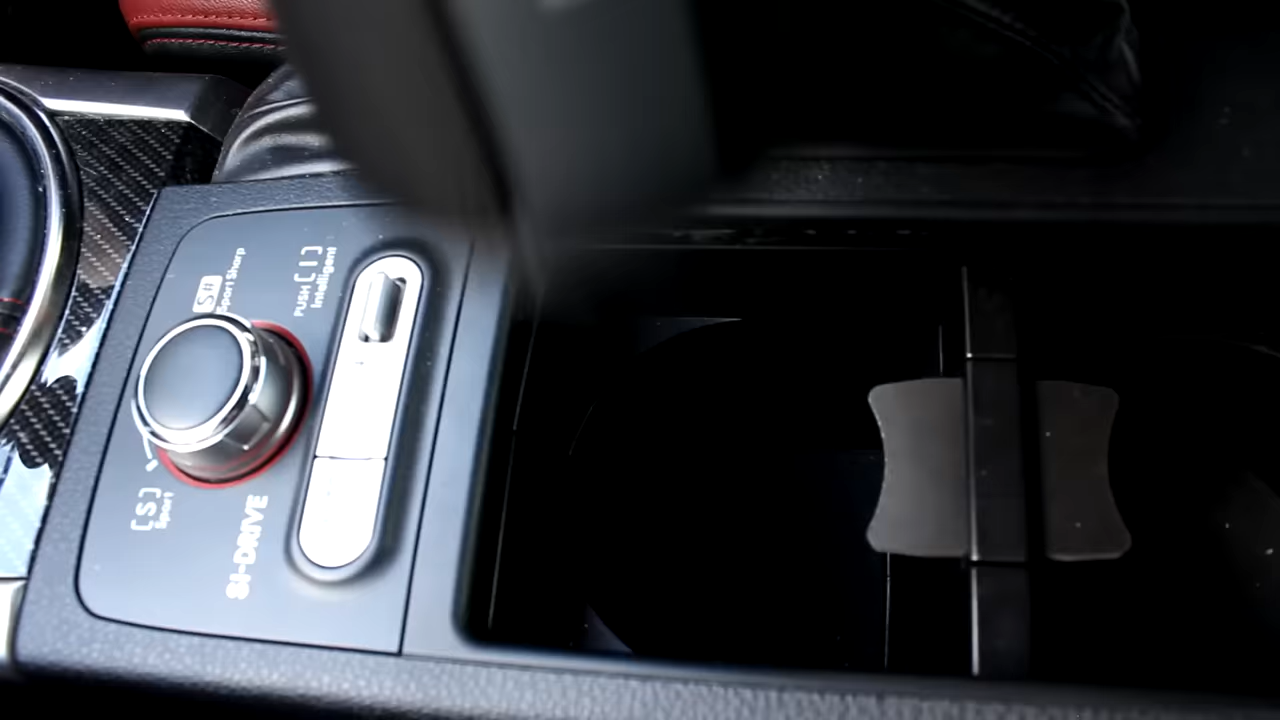 [S#]
Sport Sharp
PUSH [I]
Intelligent
[S]
Sport
SI-DRIVE